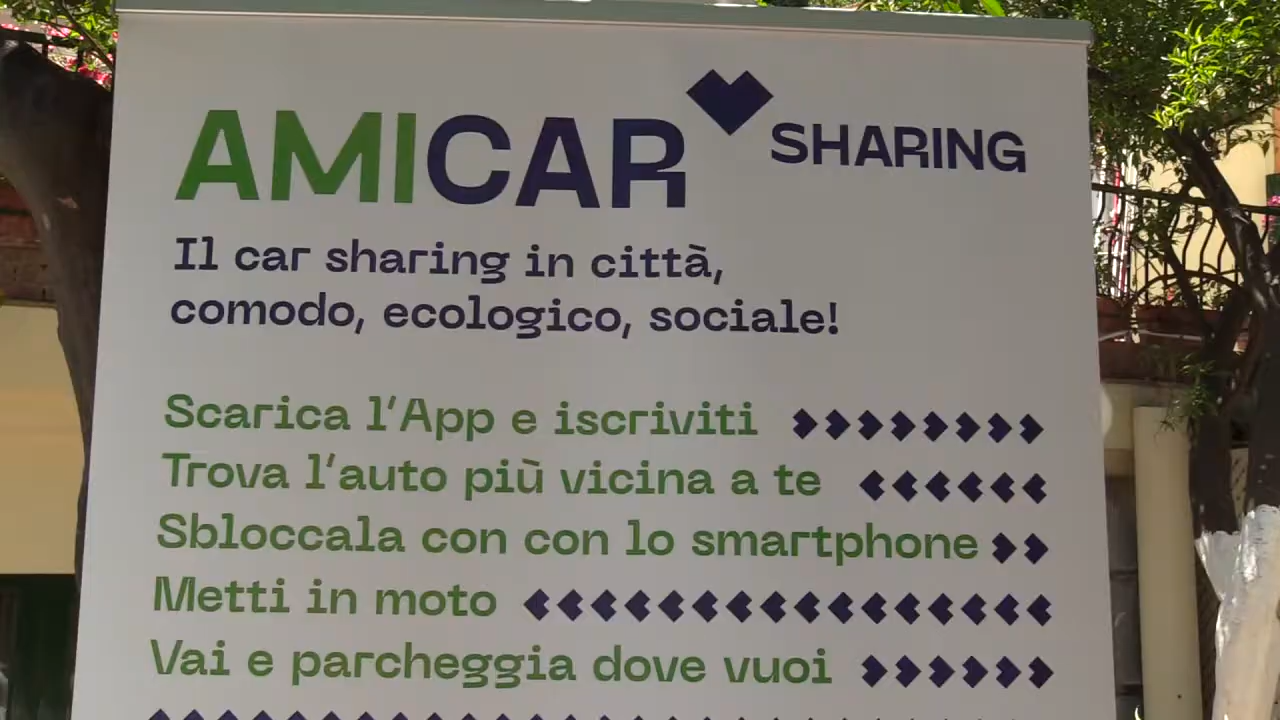 AMICAR SHARING
Il car sharing in città,
comodo, ecologico, sociale!
Scarica l'App e iscriviti
Trova l'auto più vicina a te
Sbloccala con con lo smartphone
Metti in moto
Vai e parcheggia dove vuoi